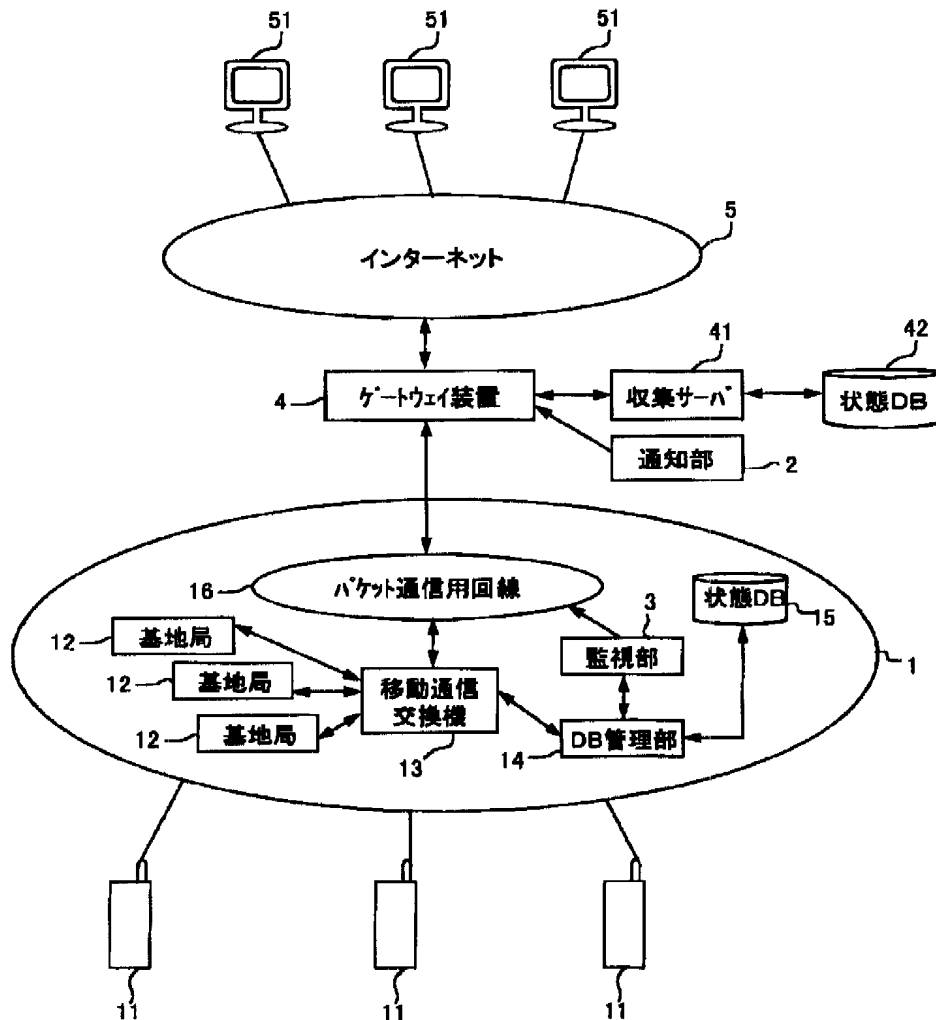 51
51
51
インターネット
5
4
ゲートウェイ装置
41
収集サーバ
42
状態DB
通知部
2
16
パケット通信用回線
状態DB
15
3
監視部
1
12
基地局
12
基地局
12
基地局
移動通信
交換機
13
14
DB管理部
11
11
11